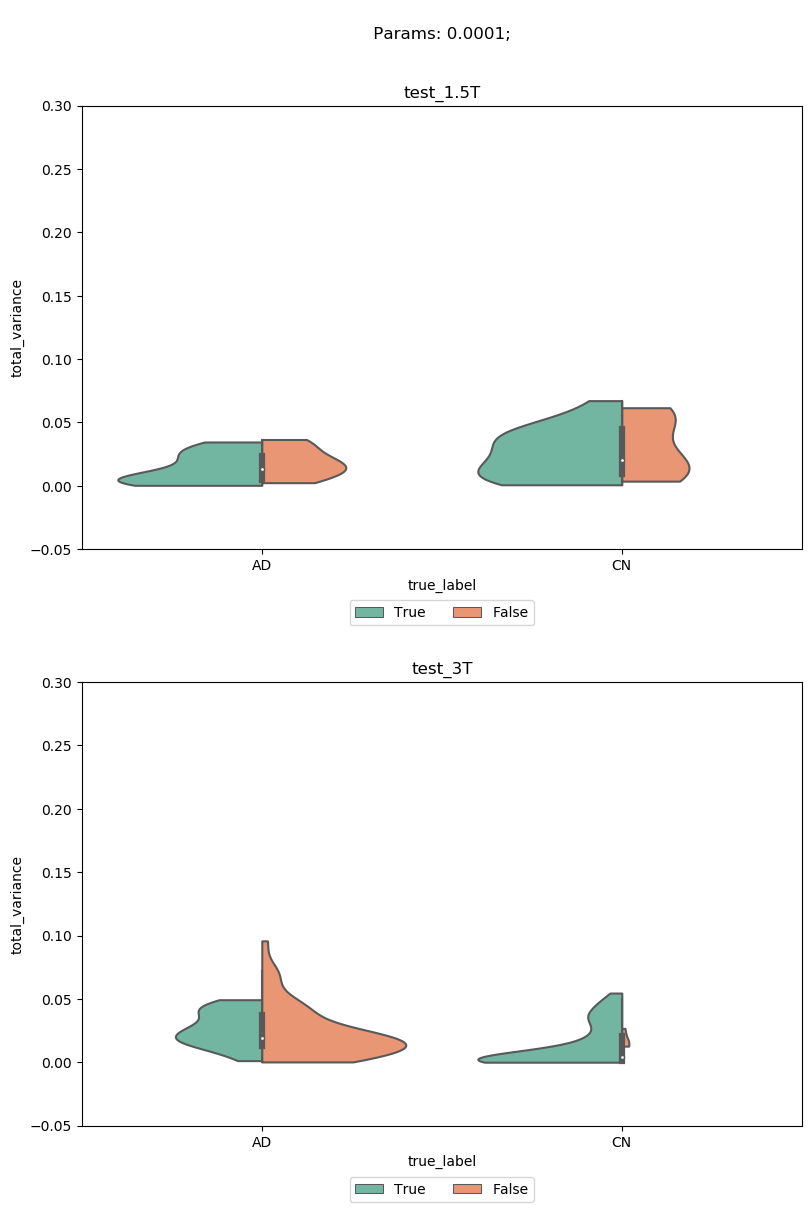 Params: 0.0001;
test_1.5T
0.30
0.25
0.20
0.15
0.10
0.05
0.00
−0.05
total_variance
AD CN
true_label
True False
test_3T
0.30
0.25
0.20
0.15
0.10
0.05
0.00
−0.05
total_variance
AD CN
true_label
True False